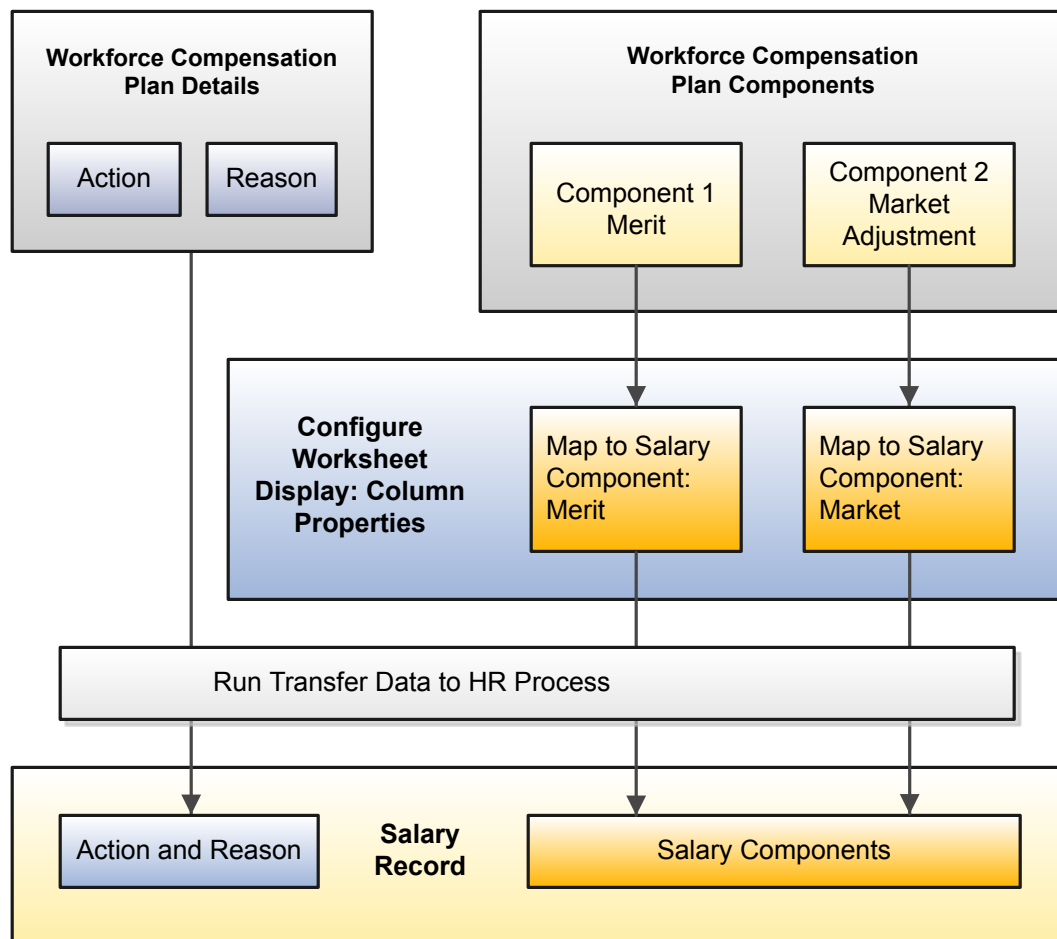 Workforce Compensation
Plan Details
Action
Reason
Workforce Compensation
Plan Components
Component 1
Merit
Component 2
Market
Adjustment
Configure
Worksheet
Display: Column
Properties
Map to Salary
Component:
Merit
Map to Salary
Component:
Market
Run Transfer Data to HR Process
Action and Reason
Salary
Record
Salary Components